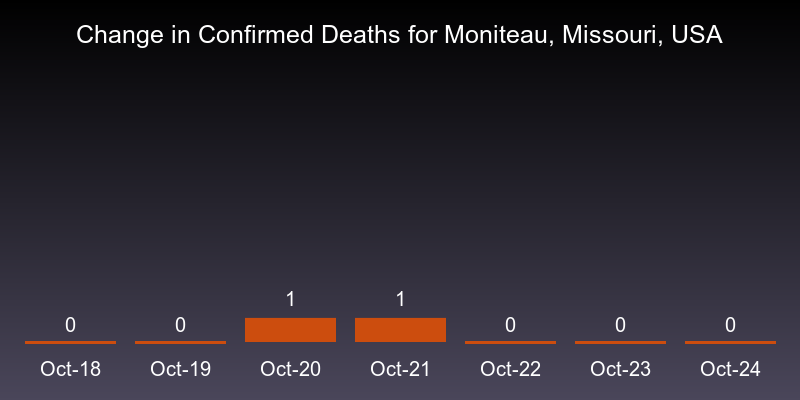 Change in Confirmed Deaths for Moniteau, Missouri, USA
1 1
0 0 0 0 0
Oct-18 Oct-19 Oct-20 Oct-21 Oct-22 Oct-23 Oct-24